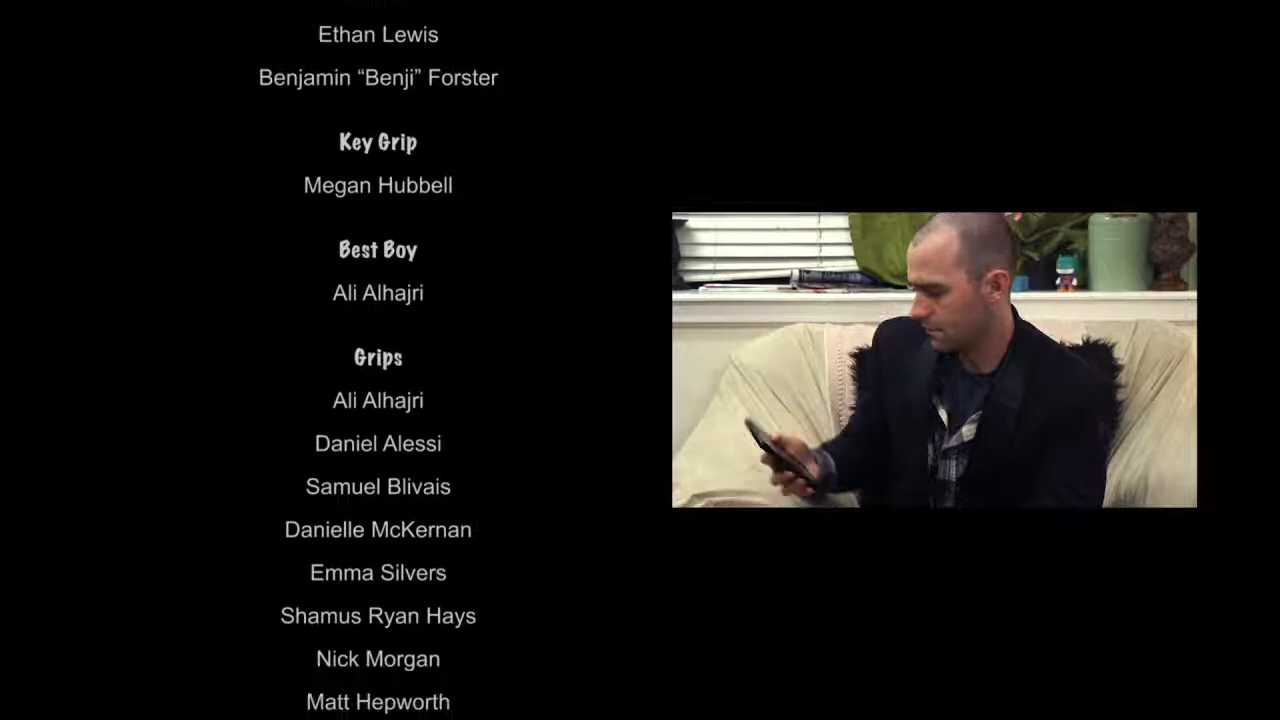 Ethan Lewis
Benjamin “Benji” Forster
Key Grip
Megan Hubbell
Best Boy
Ali Alhajri
Grips
Ali Alhajri
Daniel Alessi
Samuel Blivais
Danielle McKernan
Emma Silvers
Shamus Ryan Hays
Nick Morgan
Matt Hepworth